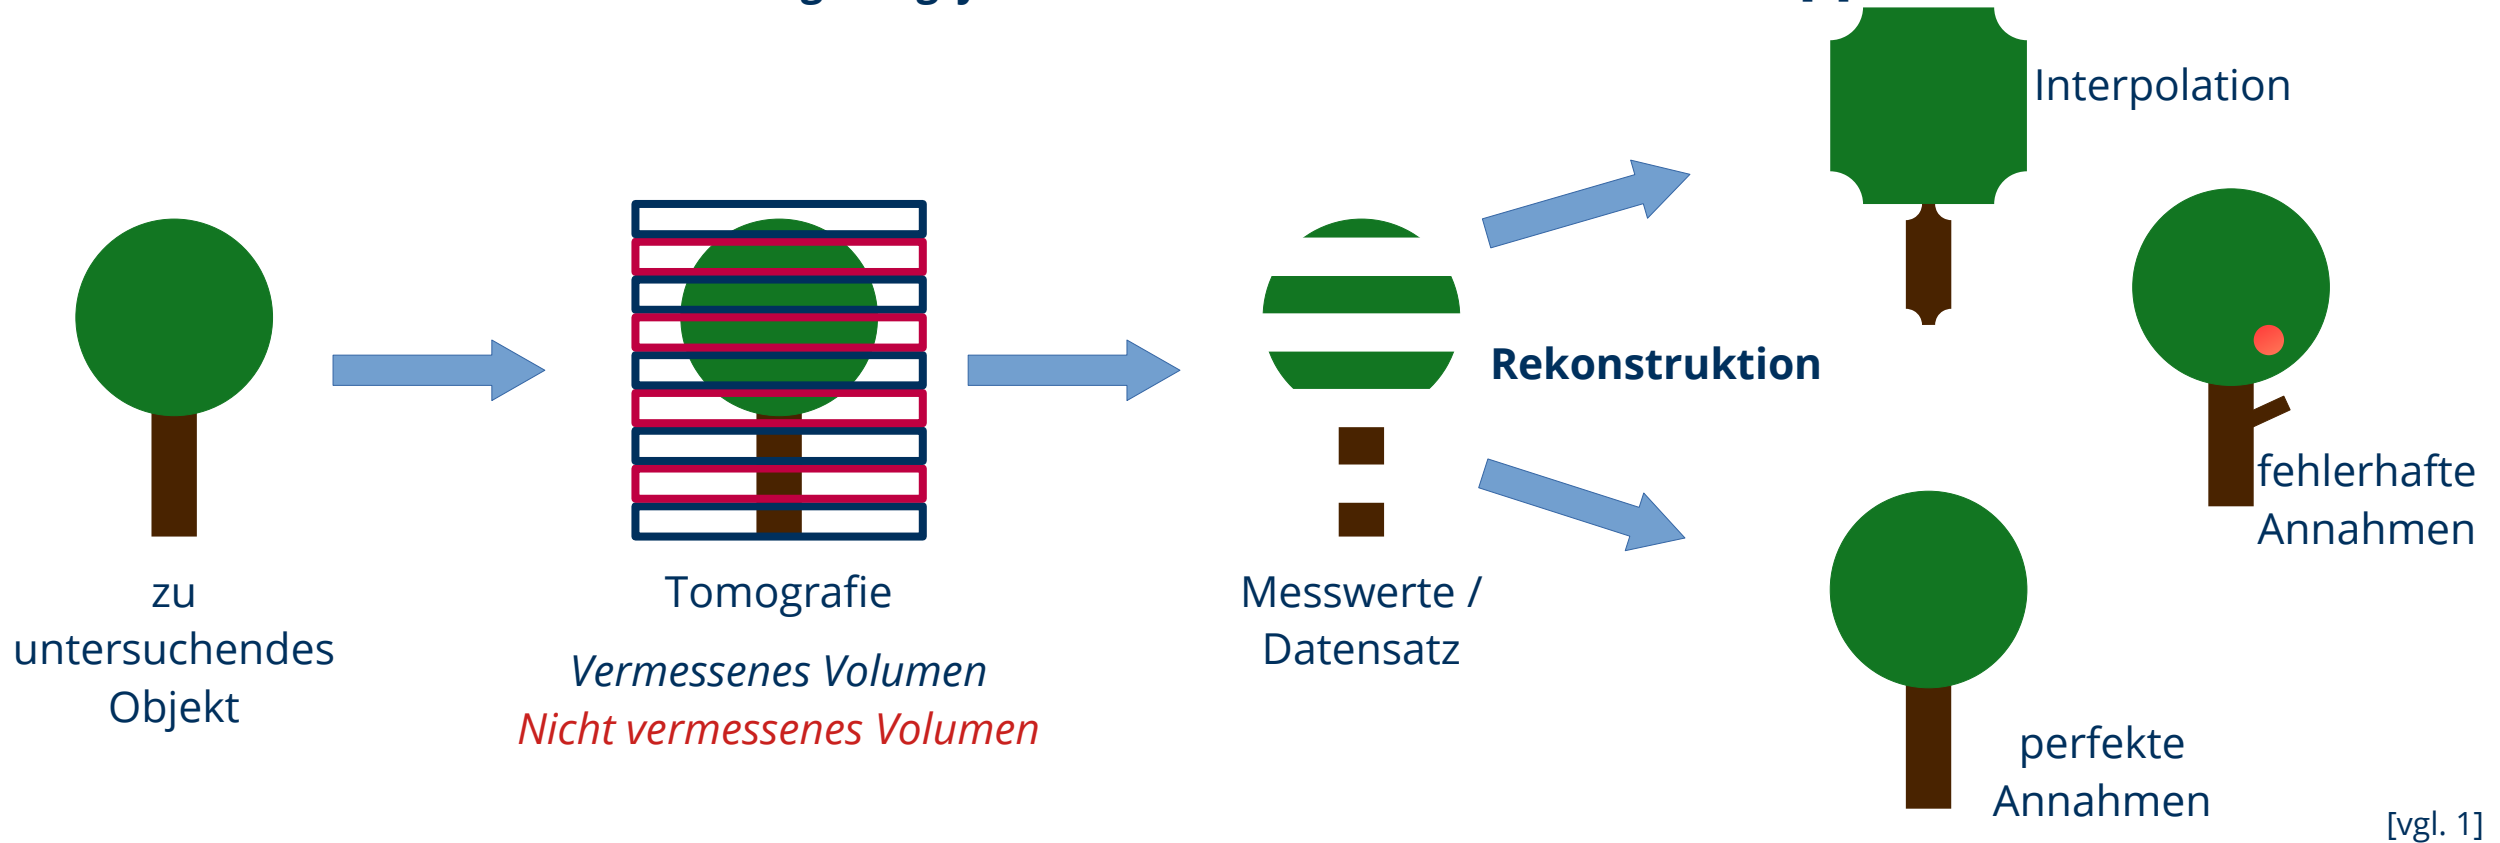 Interpolation
Rekonstruktion
fehlerhafte
Annahmen
zu
untersuchendes
Objekt
Tomografie
Vermessenes Volumen
Nicht vermessenes Volumen
Messwerte /
Datensatz
perfekte
Annahmen
[vgl. 1]